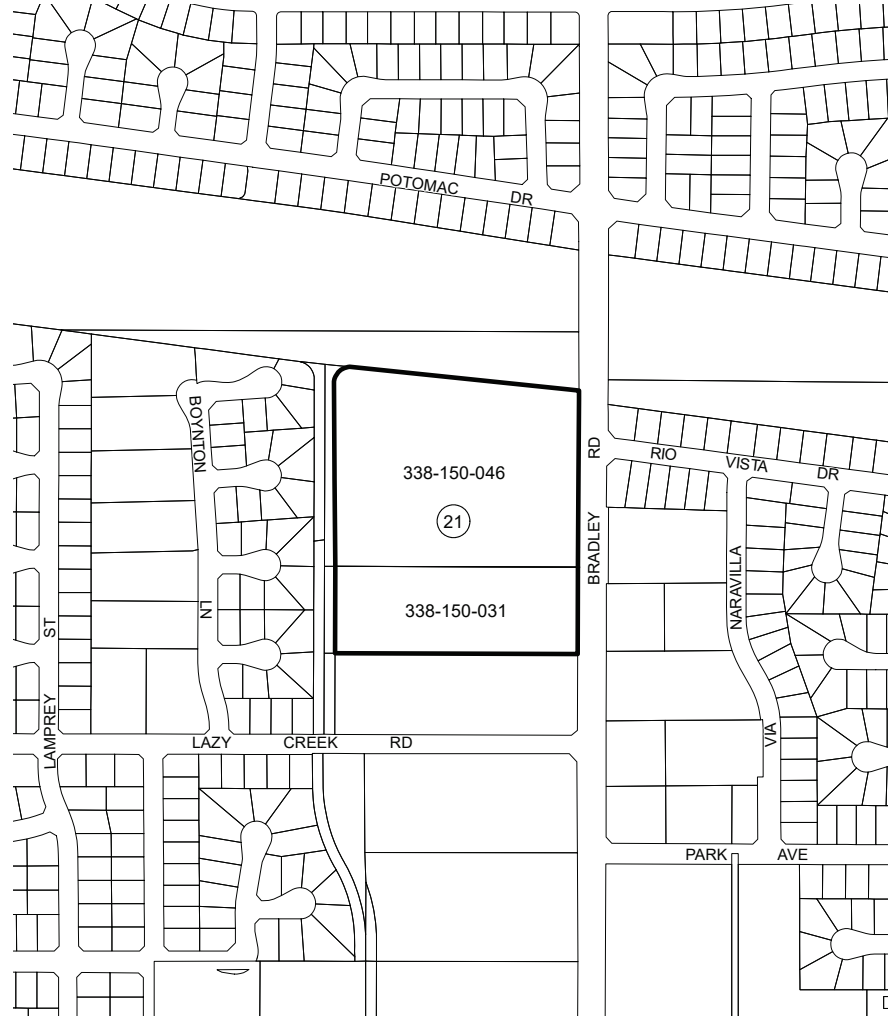 POTOMAC DR
BOYNTON
LN
338-150-046
21
338-150-031
BRADLEY RD
RIO VISTA DR
NARAVILLA
VIA
LAMPREY ST
LAZY CREEK RD
PARK AVE